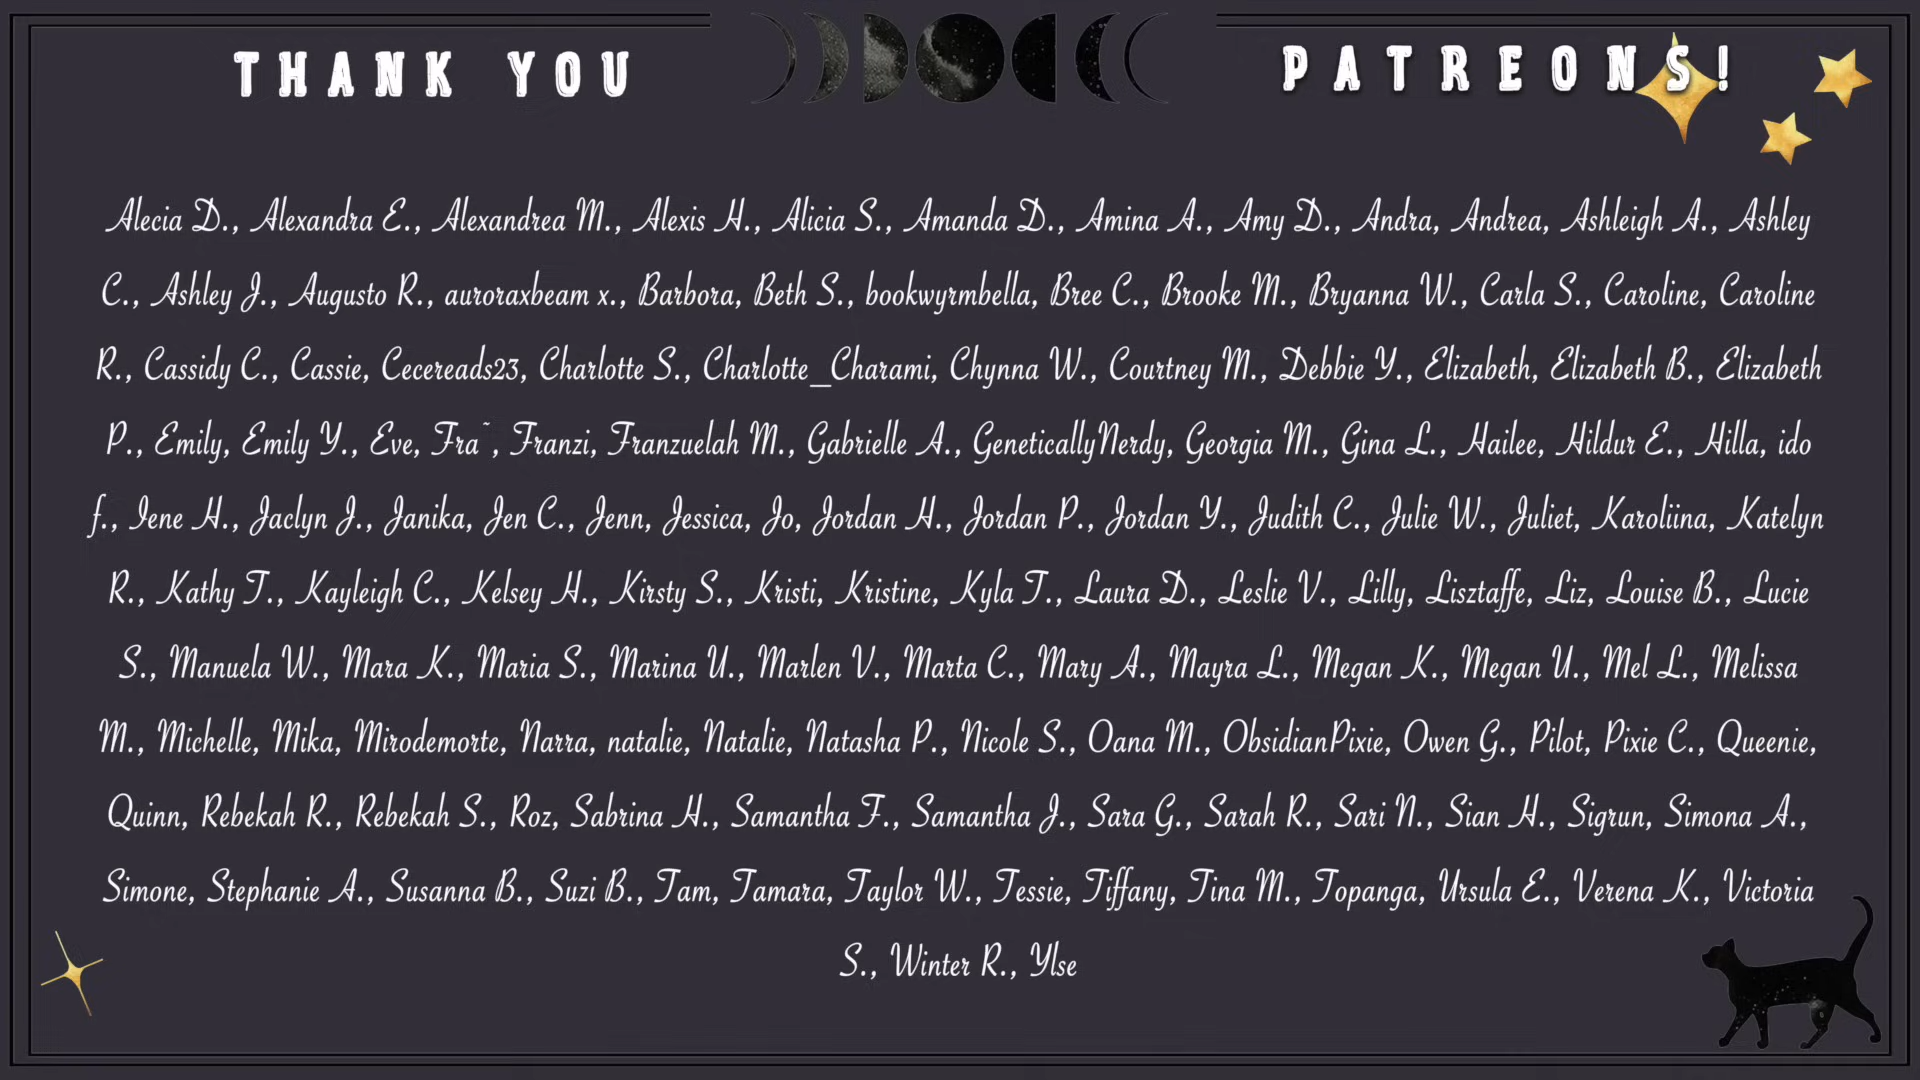 THANK YOU PATREONS!
Alecia D., Alexandra E., Alexandrea M., Alexis H., Alicia S., Amanda D., Amina A., Amy D., Andra, Andrea, Ashleigh A., Ashley
C., Ashley J., Augusto R., auroraxbeam x., Barbora, Beth S., bookwyrmbella, Bree C., Brooke M., Bryanna W., Carla S., Caroline, Caroline
R., Cassidy C., Cassie, Cecereads23, Charlotte S., Charlotte_Charami, Chynna W., Courtney M., Debbie Y., Elizabeth, Elizabeth B., Elizabeth
P., Emily, Emily Y., Eve, Fra~, Franzi, Franzuelah M., Gabrielle A., GeneticallyNerdy, Georgia M., Gina L., Hailee, Hildur E., Hilla, ido
f., Iene H., Jaclyn J., Janika, Jen C., Jenn, Jessica, Jo, Jordan H., Jordan P., Jordan Y., Judith C., Julie W., Juliet, Karoliina, Katelyn
R., Kathy T., Kayleigh C., Kelsey H., Kirsty S., Kristi, Kristine, Kyla T., Laura D., Leslie V., Lilly, Lisztaffe, Liz, Louise B., Lucie
S., Manuela W., Mara K., Maria S., Marina U., Marlen V., Marta C., Mary A., Mayra L., Megan K., Megan U., Mel L., Melissa
M., Michelle, Mika, Mirodemorte, Narra, natalie, Natalie, Natasha P., Nicole S., Oana M., ObsidianPixie, Owen G., Pilot, Pixie C., Queenie,
Quinn, Rebekah R., Rebekah S., Roz, Sabrina H., Samantha F., Samantha J., Sara G., Sarah R., Sari N., Sian H., Sigrun, Simona A.,
Simone, Stephanie A., Susanna B., Suzi B., Tam, Tamara, Taylor W., Tessie, Tiffany, Tina M., Topanga, Ursula E., Verena K., Victoria
S., Winter R., Ylse